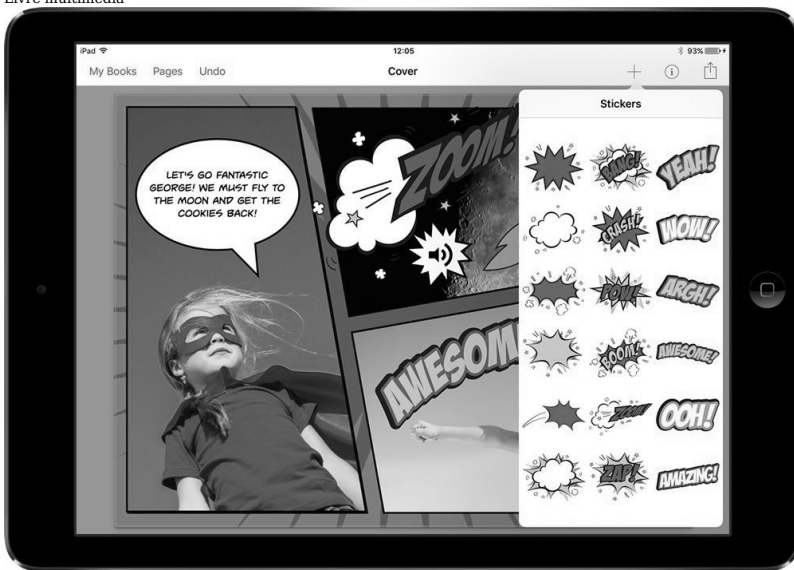 Livre multimédia
iPad
12:05
93%
My Books Pages Undo
Cover
Stickers
LET'S GO FANTASTIC
GEORGE! WE MUST FLY TO
THE MOON AND GET THE
COOKIES BACK!
ZOOM!
AWESOM
BANG!
YEAH!
CRASH!
WOW!
POW!
ARGH!
BOOM!
AWESOME!
ZOOM!
OOH!
ZAP!
AMAZING!